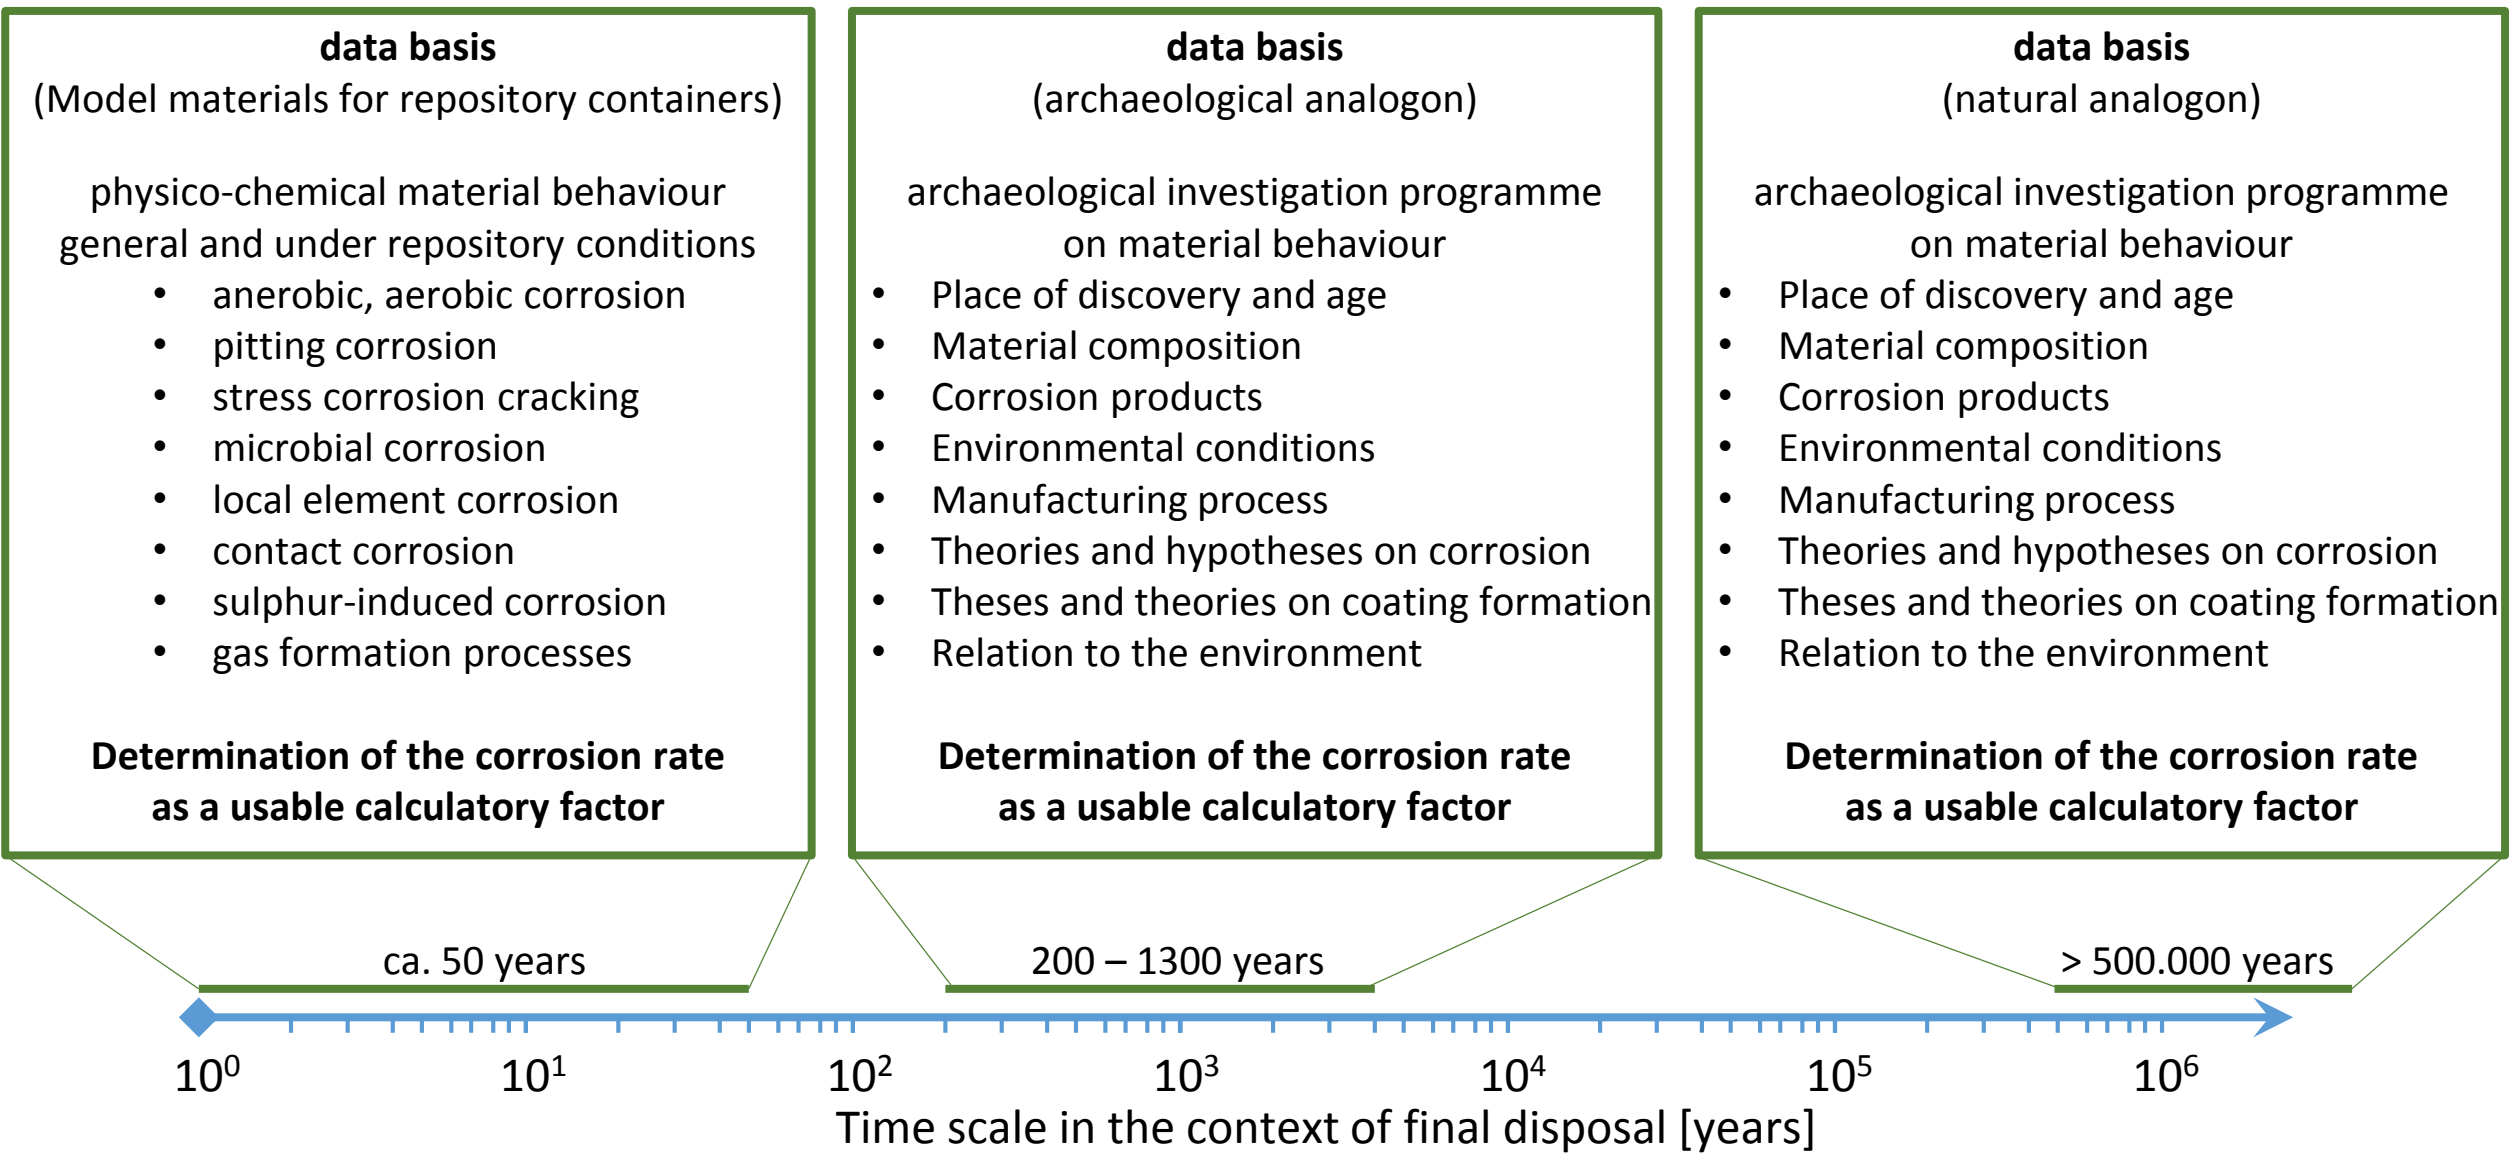 data basis
(Model materials for repository containers)
physico-chemical material behaviour
general and under repository conditions
• anerobic, aerobic corrosion
• pitting corrosion
• stress corrosion cracking
• microbial corrosion
• local element corrosion
• contact corrosion
• sulphur-induced corrosion
• gas formation processes
Determination of the corrosion rate
as a usable calculatory factor
data basis
(archaeological analogon)
archaeological investigation programme
on material behaviour
• Place of discovery and age
• Material composition
• Corrosion products
• Environmental conditions
• Manufacturing process
• Theories and hypotheses on corrosion
• Theses and theories on coating formation
• Relation to the environment
Determination of the corrosion rate
as a usable calculatory factor
data basis
(natural analogon)
archaeological investigation programme
on material behaviour
• Place of discovery and age
• Material composition
• Corrosion products
• Environmental conditions
• Manufacturing process
• Theories and hypotheses on corrosion
• Theses and theories on coating formation
• Relation to the environment
Determination of the corrosion rate
as a usable calculatory factor
ca. 50 years
200 – 1300 years
> 500.000 years
10⁰ 10¹ 10² 10³ 10⁴ 10⁵ 10⁶
Time scale in the context of final disposal [years]